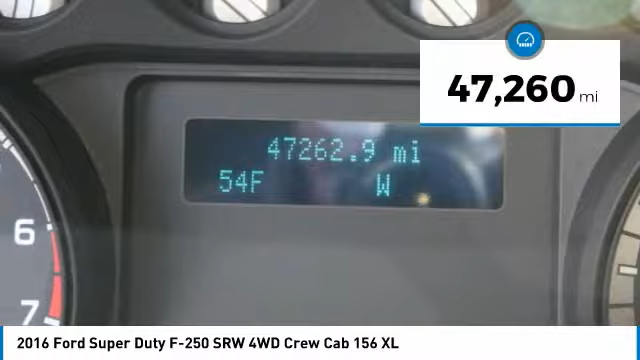 47,260 mi
47262.9 mi
54F W
6
7
2016 Ford Super Duty F-250 SRW 4WD Crew Cab 156 XL